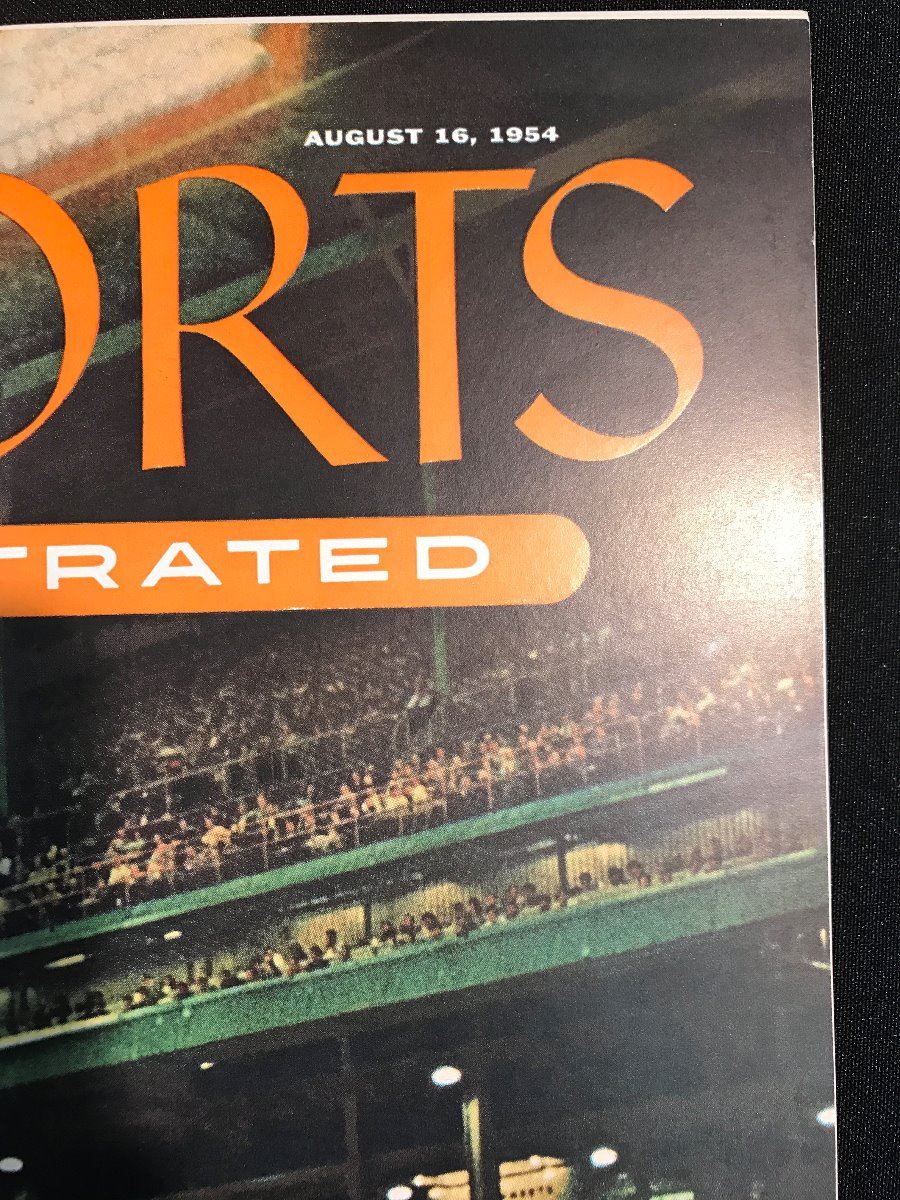 AUGUST 16, 1954
ORTS
TRATED